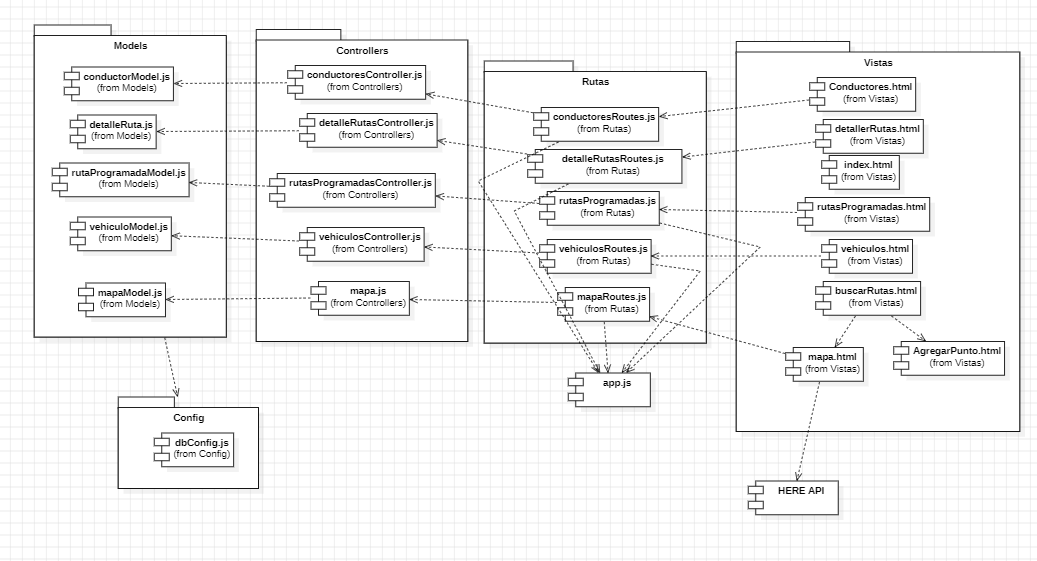 Models
conductorModel.js
(from Models)
detalleRuta.js
(from Models)
rutaProgramadaModel.js
(from Models)
vehiculoModel.js
(from Models)
mapaModel.js
(from Models)
Controllers
conductoresController.js
(from Controllers)
detalleRutasController.js
(from Controllers)
rutasProgramadasController.js
(from Controllers)
vehiculosController.js
(from Controllers)
mapa.js
(from Controllers)
Rutas
conductoresRoutes.js
(from Rutas)
detalleRutasRoutes.js
(from Rutas)
rutasProgramadas.js
(from Rutas)
vehiculosRoutes.js
(from Rutas)
mapaRoutes.js
(from Rutas)
app.js
Vistas
Conductores.html
(from Vistas)
detallerRutas.html
(from Vistas)
index.html
(from Vistas)
rutasProgramadas.html
(from Vistas)
vehiculos.html
(from Vistas)
buscarRutas.html
(from Vistas)
mapa.html
(from Vistas)
AgregarPunto.html
(from Vistas)
Config
dbConfig.js
(from Config)
HERE API